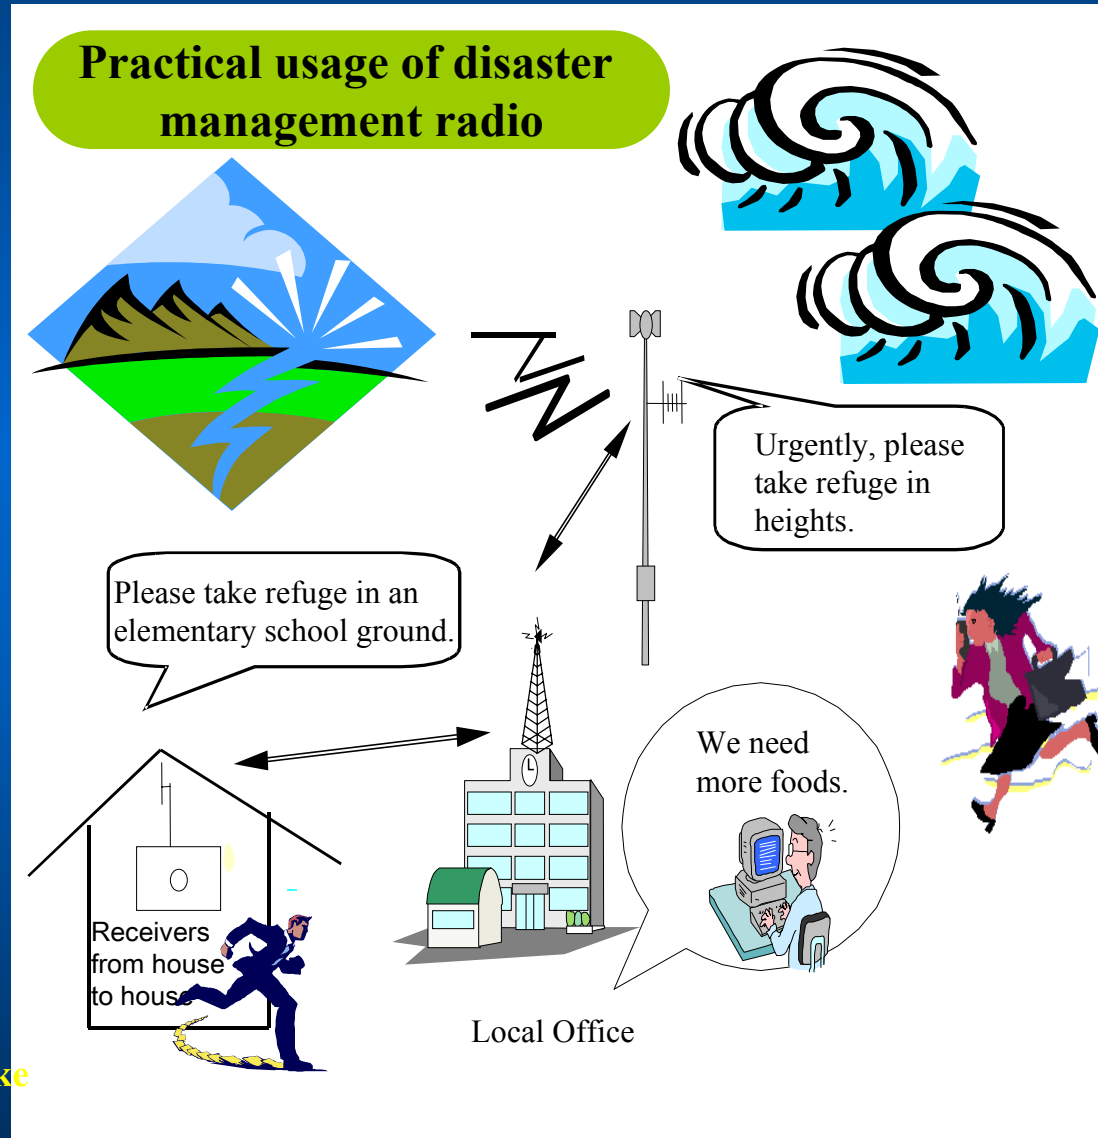 Practical usage of disaster
management radio
Urgently, please
take refuge in
heights.
Please take refuge in an
elementary school ground.
We need
more foods.
Receivers
from house
to house
Local Office
ke